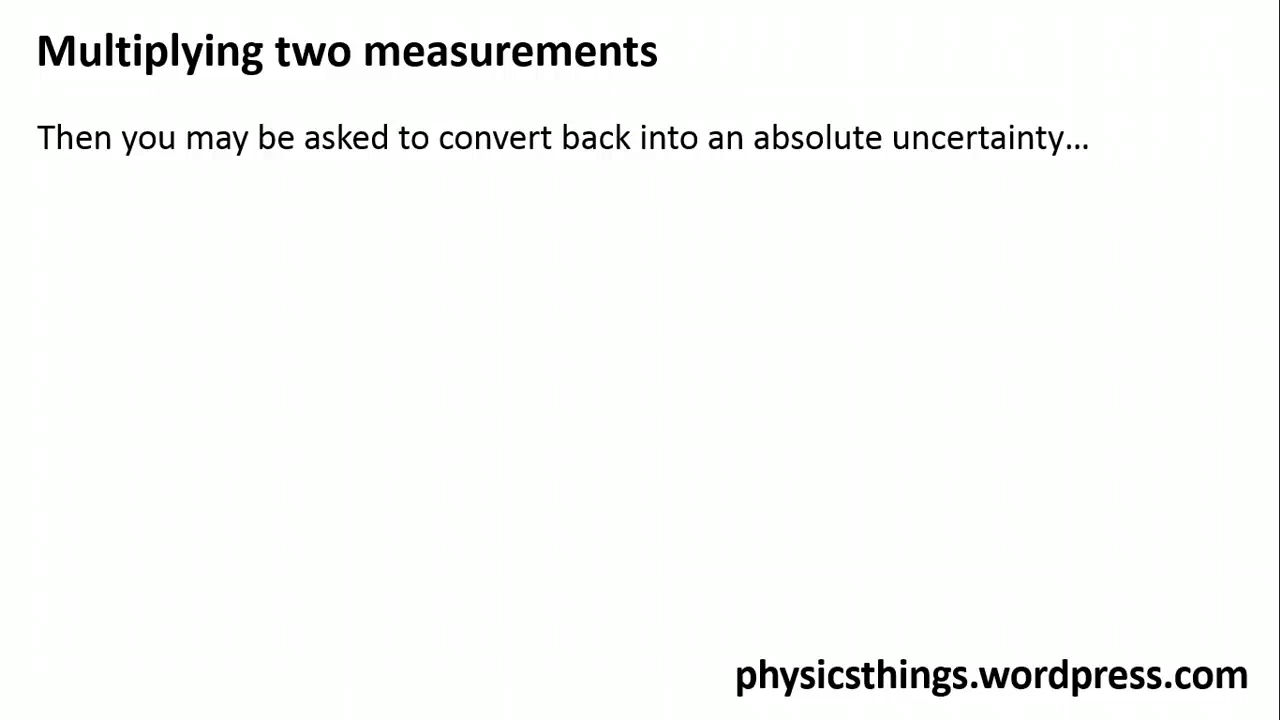 Multiplying two measurements
Then you may be asked to convert back into an absolute uncertainty…
physicsthings.wordpress.com